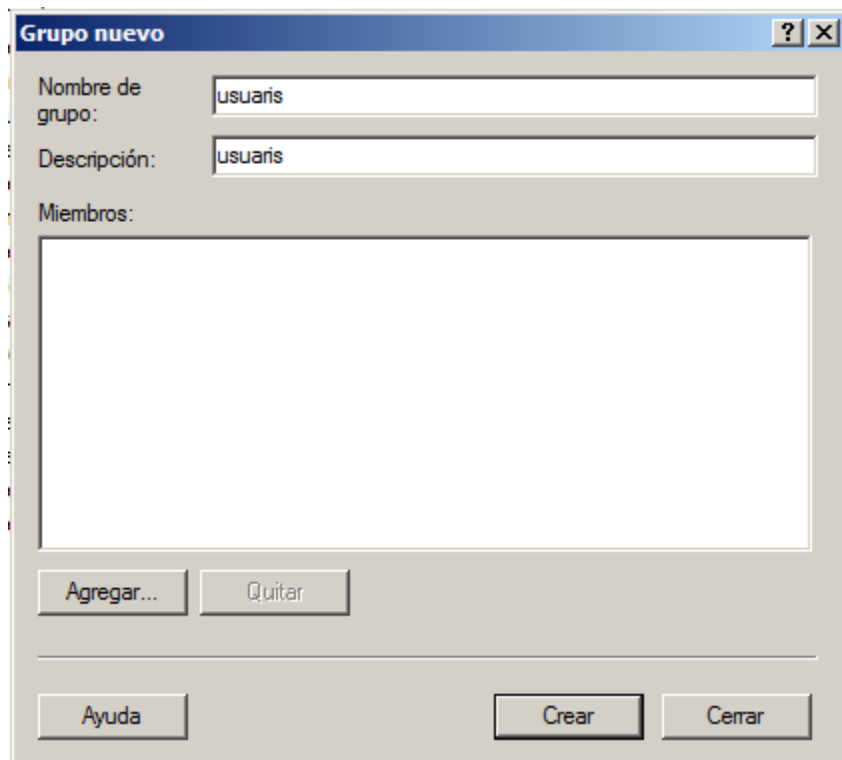 Grupo nuevo
Nombre de
grupo:
usuaris
Descripción:
usuaris
Miembros:
Agregar...
Quitar
Ayuda
Crear
Cerrar